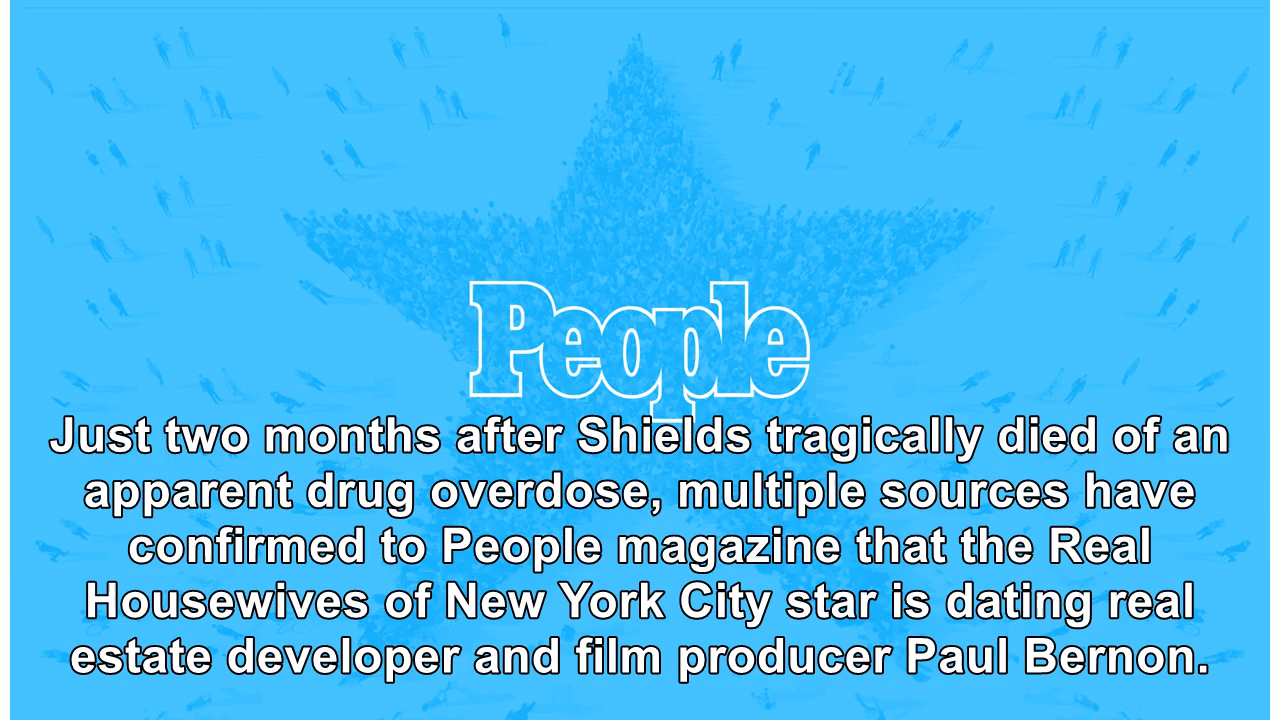 People
Just two months after Shields tragically died of an
apparent drug overdose, multiple sources have
confirmed to People magazine that the Real
Housewives of New York City star is dating real
estate developer and film producer Paul Bernon.